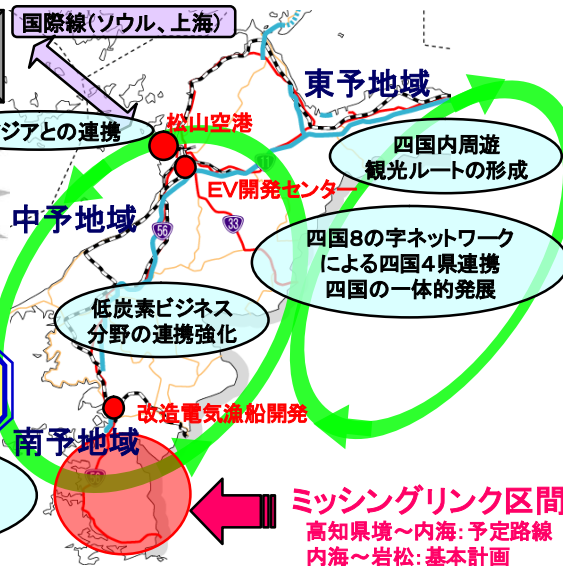 国際線(ソウル、上海)
東予地域
ジアとの連携
松山空港
四国内周遊
観光ルートの形成
11
EV開発センター
中予地域
56
33
四国8の字ネットワーク
による四国4県連携
四国の一体的発展
低炭素ビジネス
分野の連携強化
改造電気漁船開発
南予地域
ミッシングリンク区間
高知県境~内海:予定路線
内海~岩松:基本計画